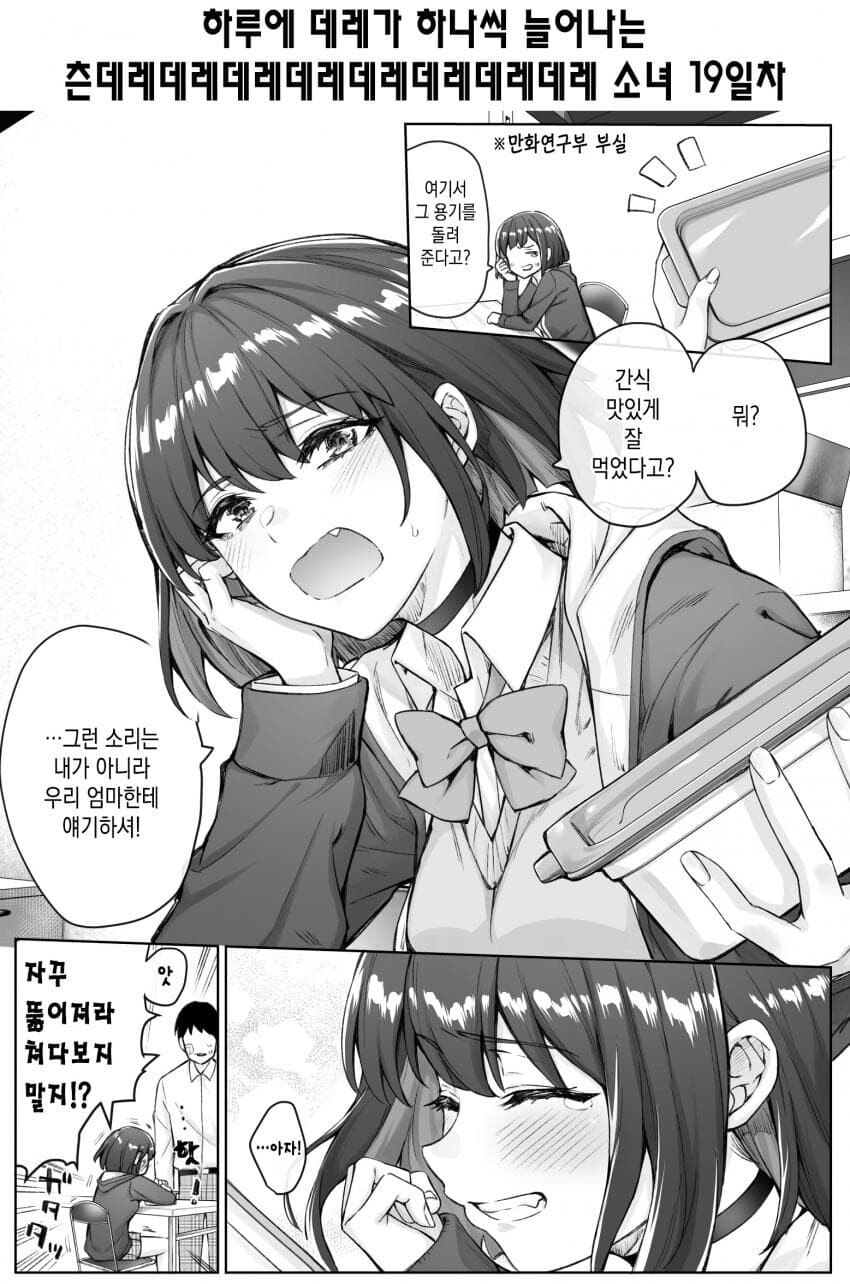 하루에 데레가 하나씩 늘어나는
츤데레데레데레데레데레데레데레데레 소녀 19일차
※만화연구부 부실
여기서
그 용기를
돌려
준다고?
뭐?
간식
맛있게
잘
먹었다고?
…그런 소리는
내가 아니라
우리 엄마한테
얘기하셔!
…아자!
앗
자꾸
뚫어져라
쳐다보지
말지!?
핫…!
ガタタッ